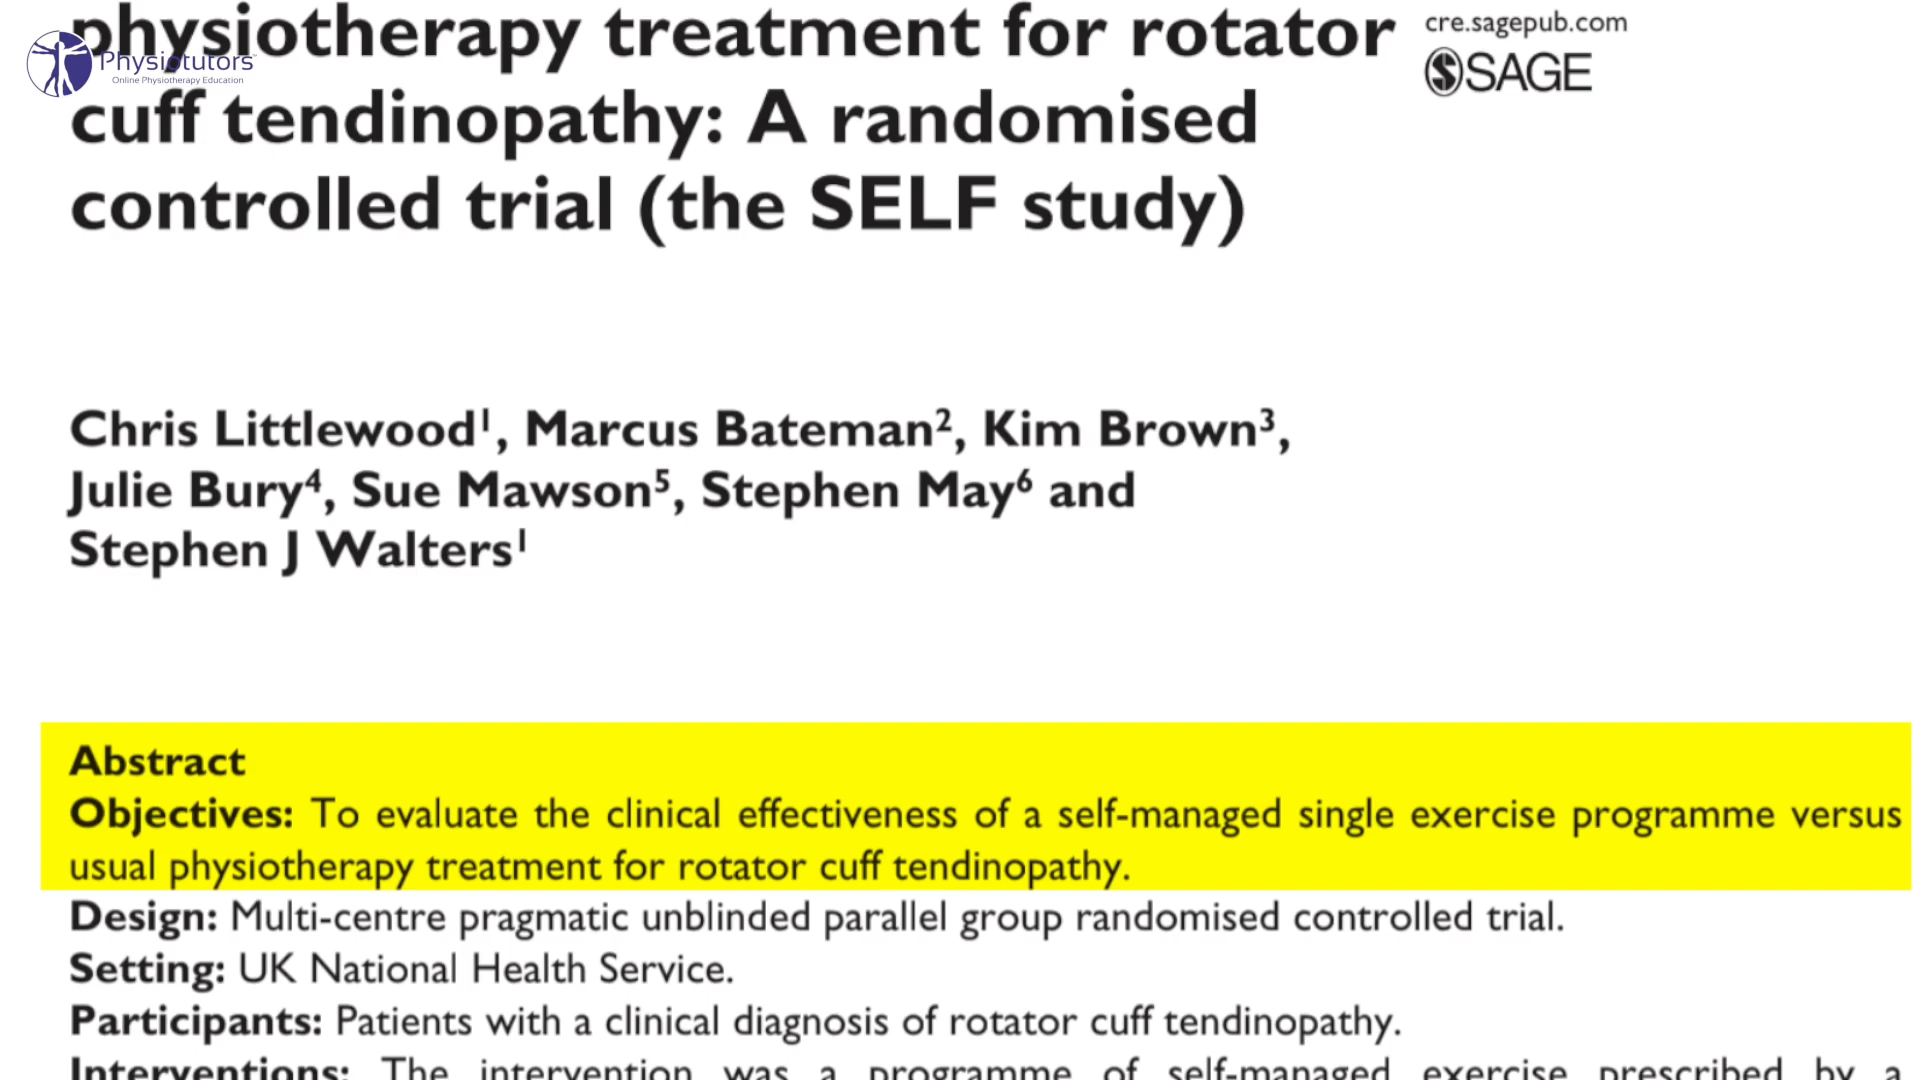 physiotherapy treatment for rotator
cuff tendinopathy: A randomised
controlled trial (the SELF study)
cre.sagepub.com
SAGE
Physiotutors
Online Physiotherapy Education
Chris Littlewood¹, Marcus Bateman², Kim Brown³,
Julie Bury⁴, Sue Mawson⁵, Stephen May⁶ and
Stephen J Walters¹
Abstract
Objectives: To evaluate the clinical effectiveness of a self-managed single exercise programme versus
usual physiotherapy treatment for rotator cuff tendinopathy.
Design: Multi-centre pragmatic unblinded parallel group randomised controlled trial.
Setting: UK National Health Service.
Participants: Patients with a clinical diagnosis of rotator cuff tendinopathy.
Interventions: The intervention was a programme of self-managed exercise prescribed by a